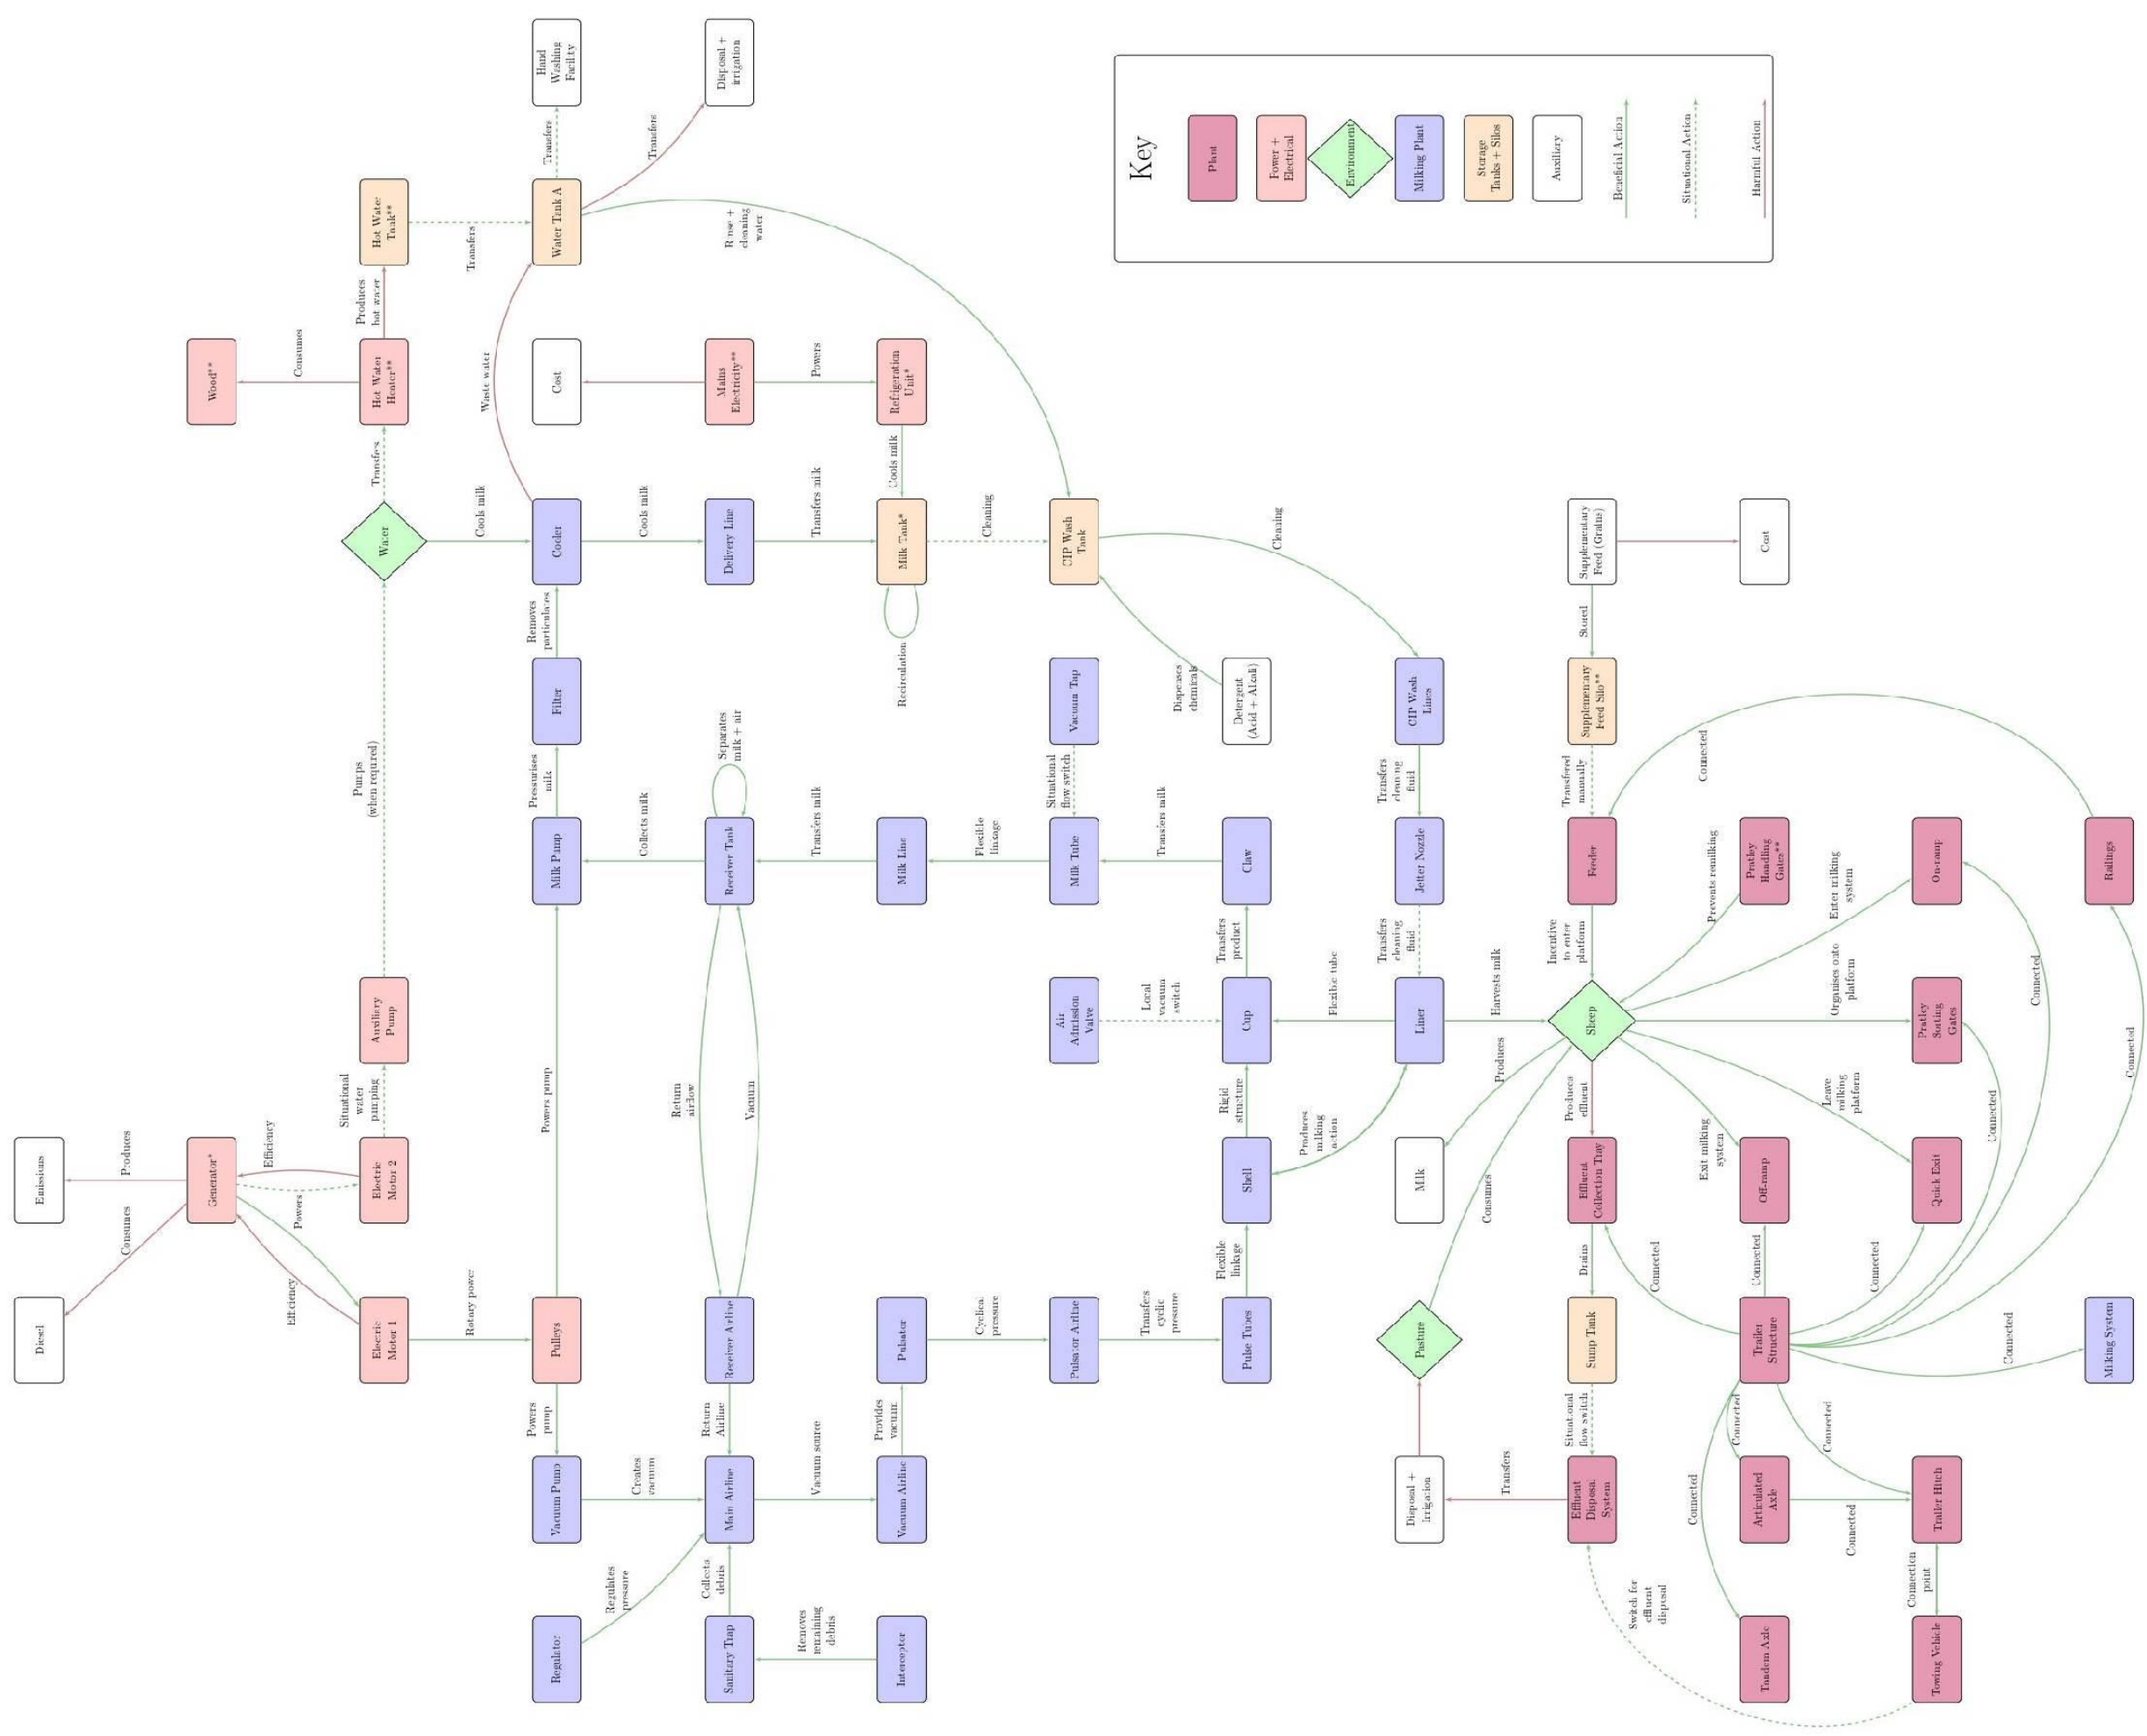 Diesel
Emissions
Consumes
Produces
Generator*
Wood**
Efficiency
Powers
Efficiency
Consumes
Electric
Motor 1
Electric
Motor 2
Situational
water
pumping
Auxiliary
Pump
Pumps
(when required)
Water
Transfers
Hot Water
Heater**
Produces
hot water
Hot Water
Tank**
Rotary power
Cools milk
Waste water
Transfers
Regulator
Vacuum Pump
Powers
pump
Pulleys
Powers pump
Milk Pump
Pressurises
milk
Filter
Removes
particulates
Cooler
Cost
Water Tank A
Transfers
Hand
Washing
Facility
Regulates
pressure
Creates
vacuum
Collects milk
Cools milk
Transfers
Sanitary Trap
Collects
debris
Main Airline
Return
Airline
Receiver Airline
Return
airflow
Vacuum
Receiver Tank
Separates
milk + air
Delivery Line
Mains
Electricity**
Rinse +
cleaning
water
Disposal +
irrigation
Removes
remaining
debris
Vacuum source
Transfers milk
Transfers milk
Powers
Interceptor
Vacuum Airline
Provides
vacuum
Pulsator
Milk Line
Recirculation
Milk Tank*
Cools milk
Refrigeration
Unit*
Cyclical
pressure
Flexible
linkage
Cleaning
Pulsator Airline
Air
Admission
Valve
Milk Tube
Situational
flow switch
Vacuum Tap
CIP Wash
Tank
Transfers
cyclic
pressure
Local
vacuum
switch
Transfers milk
Dispenses
chemicals
Pulse Tubes
Flexible
linkage
Shell
Rigid
structure
Cup
Transfers
product
Claw
Detergent
(Acid + Alkali)
Cleaning
Produces
milking
action
Flexible tube
Disposal +
Irrigation
Pasture
Milk
Liner
Transfers
cleaning
fluid
Jetter Nozzle
Transfers
cleaning
fluid
CIP Wash
Lines
Transfers
Consumes
Produces
Harvests milk
Effluent
Disposal
System
Situational
flow switch
Sump Tank
Drains
Effluent
Collection Tray
Produces
effluent
Sheep
Incentive
to enter
platform
Feeder
Transfered
manually
Supplementary
Feed Silo**
Stored
Supplementary
Feed (Grains)
Switch for
effluent
disposal
Connected
Connected
Exit milking
system
Prevents remilking
Connected
Tandem Axle
Articulated
Axle
Connected
Trailer
Structure
Connected
Off-ramp
Pratley
Handling
Gates**
Cost
Connected
Connected
Connected
Leave
milking
platform
Organises onto
platform
Enter milking
system
Towing Vehicle
Connection
point
Trailer Hitch
Quick Exit
Pratley
Sorting
Gates
On-ramp
Connected
Connected
Connected
Connected
Milking System
Railings
Key
Plant
Power +
Electrical
Environment
Milking Plant
Storage
Tanks + Silos
Auxiliary
Beneficial Action
Situational Action
Harmful Action